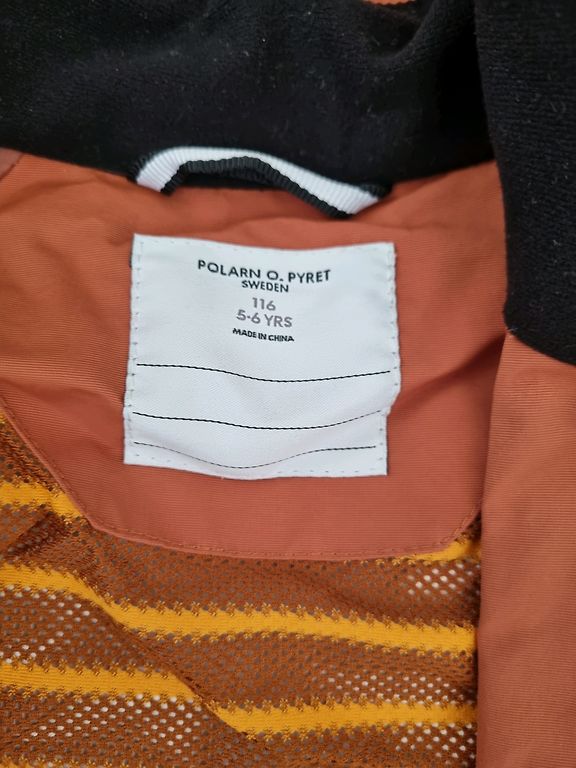 POLARN O. PYRET
SWEDEN
116
5-6 YRS
MADE IN CHINA